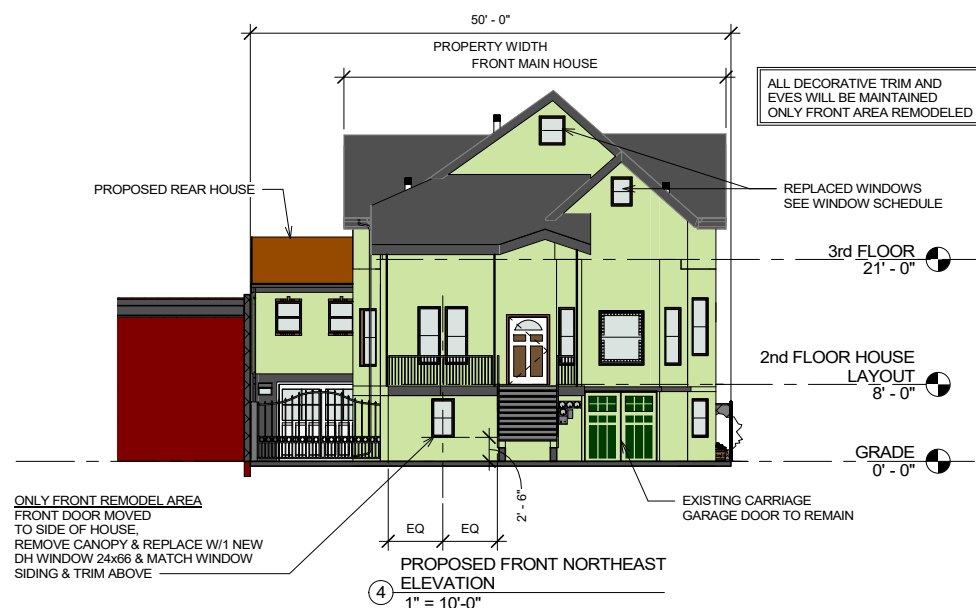 50' - 0"
PROPERTY WIDTH
FRONT MAIN HOUSE
ALL DECORATIVE TRIM AND
EVES WILL BE MAINTAINED
ONLY FRONT AREA REMODELED
PROPOSED REAR HOUSE
REPLACED WINDOWS
SEE WINDOW SCHEDULE
3rd FLOOR
21' - 0"
2nd FLOOR HOUSE
LAYOUT
8' - 0"
GRADE
0' - 0"
ONLY FRONT REMODEL AREA
FRONT DOOR MOVED
TO SIDE OF HOUSE,
REMOVE CANOPY & REPLACE W/1 NEW
DH WINDOW 24x66 & MATCH WINDOW
SIDING & TRIM ABOVE
EQ
EQ
2' - 6"
EXISTING CARRIAGE
GARAGE DOOR TO REMAIN
4
PROPOSED FRONT NORTHEAST
ELEVATION
1" = 10'-0"